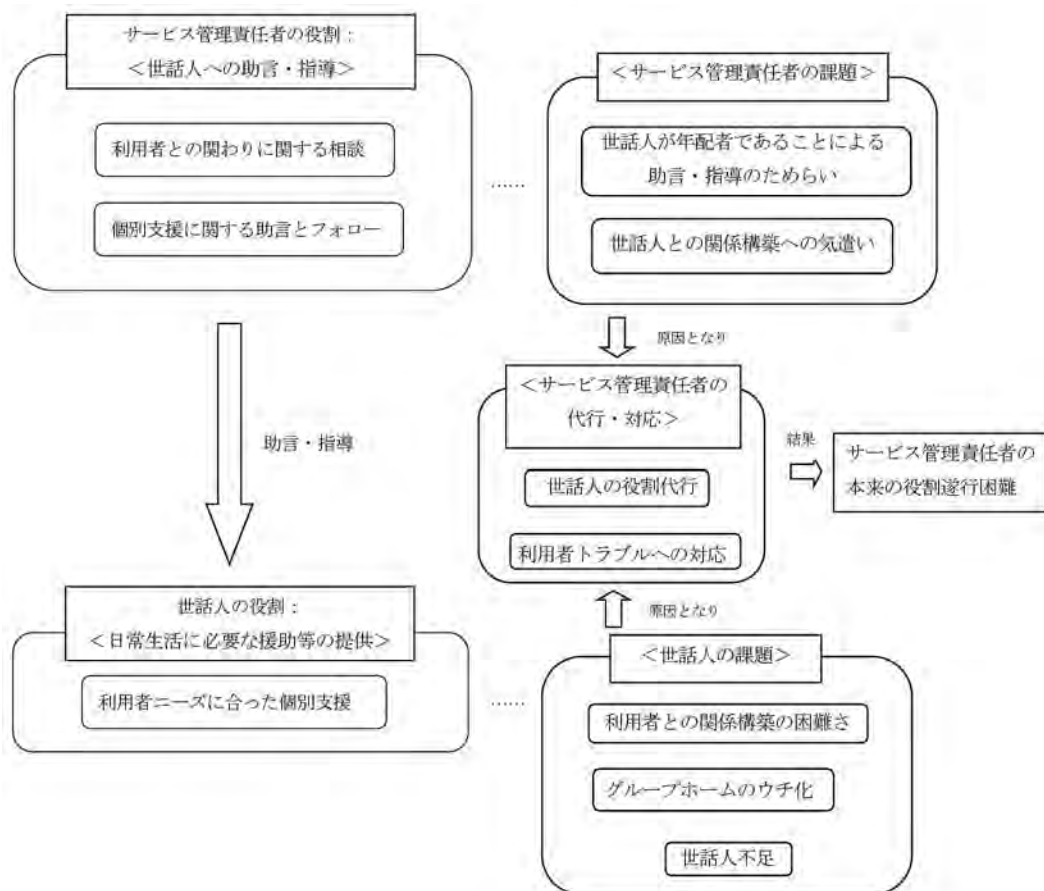 サービス管理責任者の役割：
＜世話人への助言・指導＞
利用者との関わりに関する相談
個別支援に関する助言とフォロー
……
＜サービス管理責任者の課題＞
世話人が年配者であることによる
助言・指導のためらい
世話人との関係構築への気遣い
原因となり
助言・指導
＜サービス管理責任者の
代行・対応＞
世話人の役割代行
利用者トラブルへの対応
結果
サービス管理責任者の
本来の役割遂行困難
世話人の役割：
＜日常生活に必要な援助等の提供＞
利用者ニーズに合った個別支援
……
原因となり
＜世話人の課題＞
利用者との関係構築の困難さ
グループホームのウチ化
世話人不足